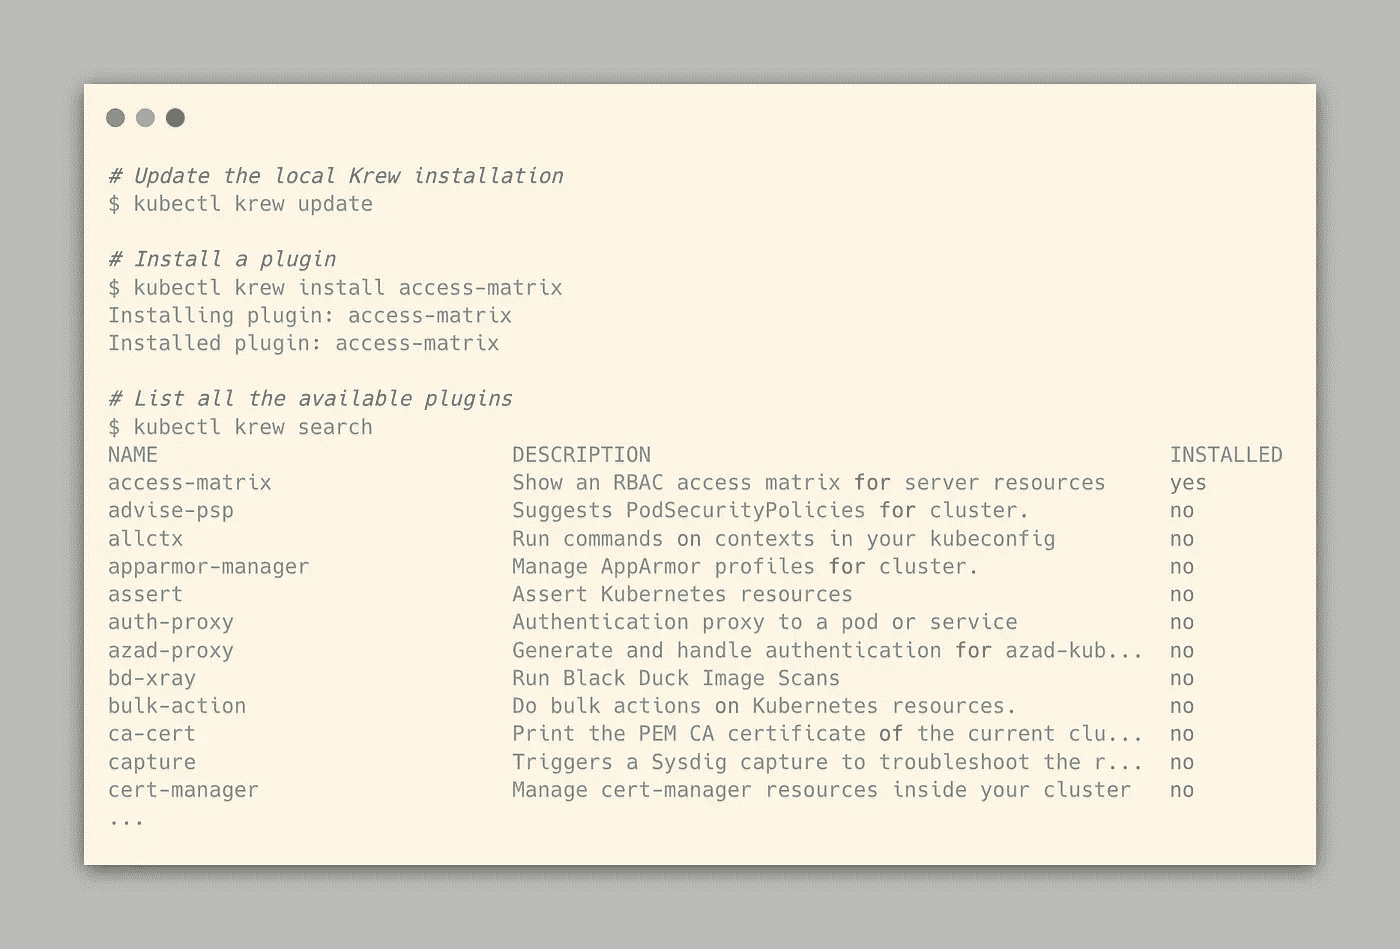 # Update the local Krew installation
$ kubectl krew update
# Install a plugin
$ kubectl krew install access-matrix
Installing plugin: access-matrix
Installed plugin: access-matrix
# List all the available plugins
$ kubectl krew search
NAME DESCRIPTION INSTALLED
access-matrix Show an RBAC access matrix for server resources yes
advise-psp Suggests PodSecurityPolicies for cluster. no
allctx Run commands on contexts in your kubeconfig no
apparmor-manager Manage AppArmor profiles for cluster. no
assert Assert Kubernetes resources no
auth-proxy Authentication proxy to a pod or service no
azad-proxy Generate and handle authentication for azad-kub... no
bd-xray Run Black Duck Image Scans no
bulk-action Do bulk actions on Kubernetes resources. no
ca-cert Print the PEM CA certificate of the current clu... no
capture Triggers a Sysdig capture to troubleshoot the r... no
cert-manager Manage cert-manager resources inside your cluster no
...